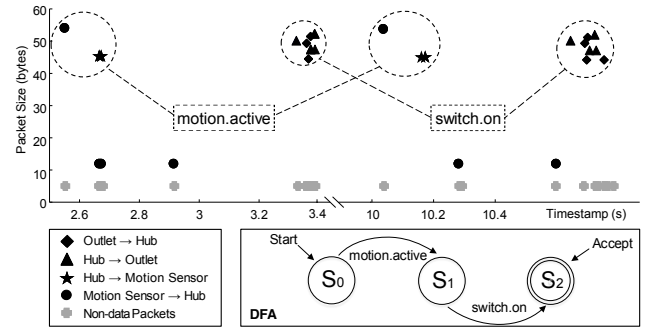 60
50
40
30
20
10
0
Packet Size (bytes)
motion.active
switch.on
2.6
2.8
3
3.2
3.4
10
10.2
10.4
Timestamp (s)
Outlet → Hub
Hub → Outlet
Hub → Motion Sensor
Motion Sensor → Hub
Non-data Packets
Start
motion.active
Accept
S0
S1
S2
switch.on
DFA